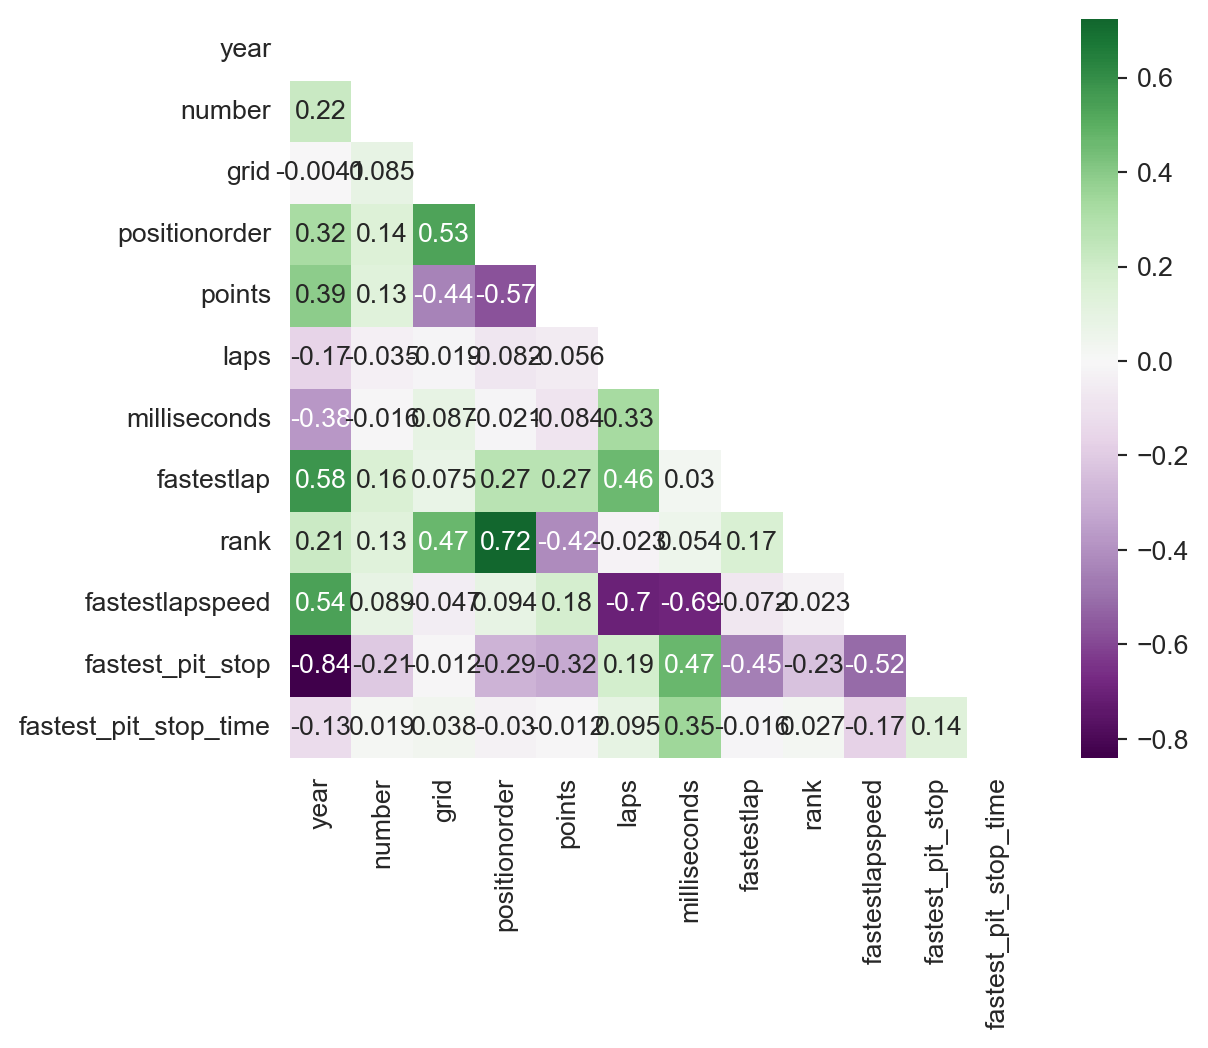 year
number 0.22
grid -0.0041 0.085
positionorder 0.32 0.14 0.53
points 0.39 0.13 -0.44 -0.57
laps -0.17 -0.035 -0.019 -0.082 -0.056
milliseconds -0.38 -0.016 0.087 -0.021 -0.084 0.33
fastestlap 0.58 0.16 0.075 0.27 0.27 0.46 0.03
rank 0.21 0.13 0.47 0.72 -0.42 -0.023 0.054 0.17
fastestlapspeed 0.54 0.089 -0.047 0.094 0.18 -0.7 -0.69 -0.072 -0.023
fastest_pit_stop -0.84 -0.21 -0.012 -0.29 -0.32 0.19 0.47 -0.45 -0.23 -0.52
fastest_pit_stop_time -0.13 0.019 0.038 -0.03 -0.012 0.095 0.35 -0.016 0.027 -0.17 0.14
year
number
grid
positionorder
points
laps
milliseconds
fastestlap
rank
fastestlapspeed
fastest_pit_stop
fastest_pit_stop_time
0.6
0.4
0.2
0.0
−0.2
−0.4
−0.6
−0.8